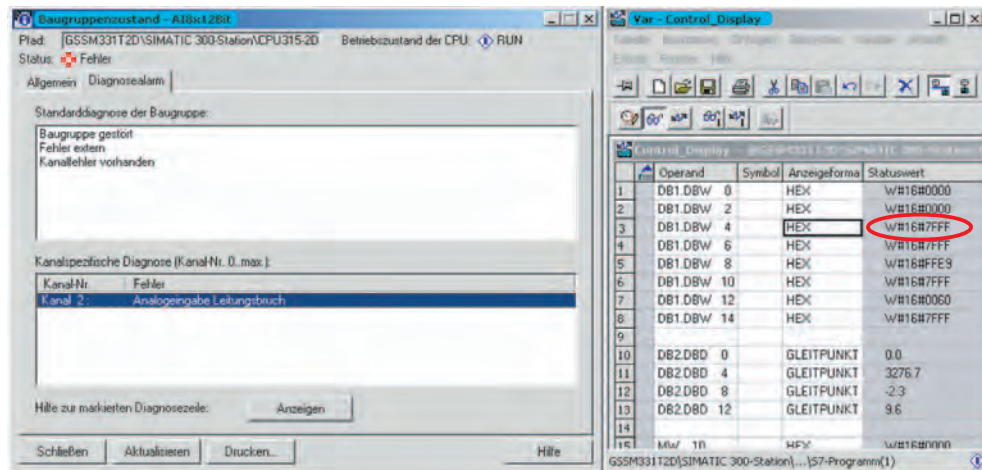 Baugruppenzustand - AI8x12Bit
Pfad: GSSM331T2D\SIMATIC 300-Station\CPU315-2D Betriebszustand der CPU: RUN
Status: Fehler
Allgemein Diagnosealarm
Standarddiagnose der Baugruppe:
Baugruppe gestört
Fehler extern
Kanalfehler vorhanden
Kanalspezifische Diagnose (Kanal-Nr. 0..max.):
Kanal-Nr. Fehler
Kanal 2: Analogeingabe Leitungsbruch
Hilfe zur markierten Diagnosezeile: Anzeigen
Schließen Aktualisieren Drucken... Hilfe
Var - Control_Display
Control_Display
Operand Symbol Anzeigeforma Statuswert
1 DB1.DBW 0 HEX W#16#0000
2 DB1.DBW 2 HEX W#16#0000
3 DB1.DBW 4 HEX W#16#7FFF
4 DB1.DBW 6 HEX W#16#7FFF
5 DB1.DBW 8 HEX W#16#FFE9
6 DB1.DBW 10 HEX W#16#7FFF
7 DB1.DBW 12 HEX W#16#0060
8 DB1.DBW 14 HEX W#16#7FFF
9
10 DB2.DBD 0 GLEITPUNKT 0.0
11 DB2.DBD 4 GLEITPUNKT 3276.7
12 DB2.DBD 8 GLEITPUNKT -2.3
13 DB2.DBD 12 GLEITPUNKT 9.6
14
15 MW 10 HEX W#16#0000
GSSM331T2D\SIMATIC 300-Station\...\S7-Programm(1)